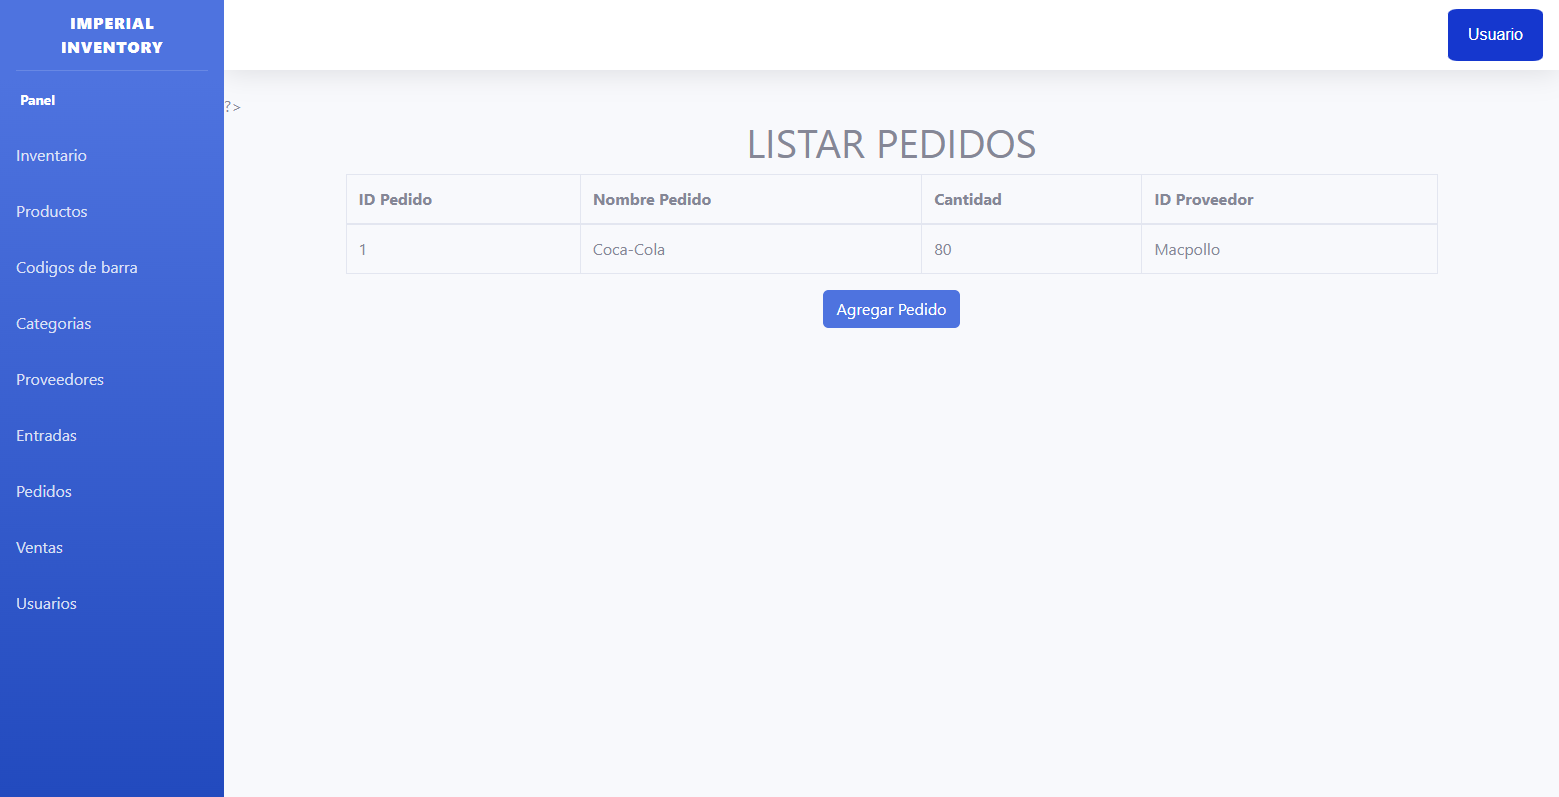 IMPERIAL
INVENTORY
Usuario
Panel
Inventario
Productos
Codigos de barra
Categorias
Proveedores
Entradas
Pedidos
Ventas
Usuarios
?>
LISTAR PEDIDOS
ID Pedido Nombre Pedido Cantidad ID Proveedor
1 Coca-Cola 80 Macpollo
Agregar Pedido